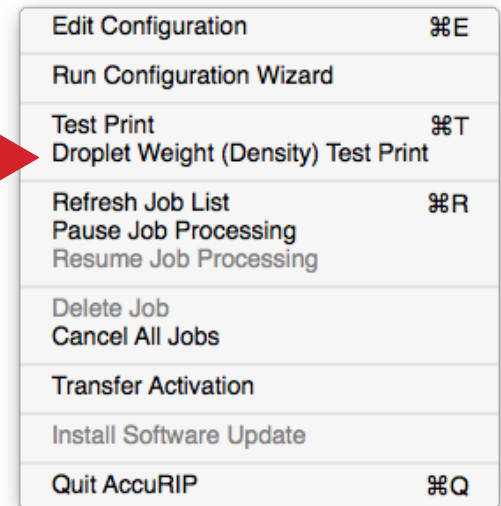 Edit Configuration ⌘E
Run Configuration Wizard
Test Print ⌘T
Droplet Weight (Density) Test Print
Refresh Job List ⌘R
Pause Job Processing
Resume Job Processing
Delete Job
Cancel All Jobs
Transfer Activation
Install Software Update
Quit AccuRIP ⌘Q